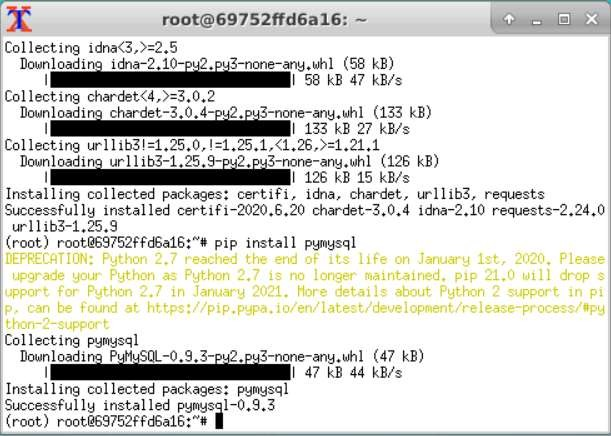 root@69752ffd6a16: ~
Collecting idna<3,>=2.5
Downloading idna-2.10-py2.py3-none-any.whl (58 kB)
|████████████████████████████████| 58 kB 47 kB/s
Collecting chardet<4,>=3.0.2
Downloading chardet-3.0.4-py2.py3-none-any.whl (133 kB)
|████████████████████████████████| 133 kB 27 kB/s
Collecting urllib3!=1.25.0,!=1.25.1,<1.26,>=1.21.1
Downloading urllib3-1.25.9-py2.py3-none-any.whl (126 kB)
|████████████████████████████████| 126 kB 15 kB/s
Installing collected packages: certifi, idna, chardet, urllib3, requests
Successfully installed certifi-2020.6.20 chardet-3.0.4 idna-2.10 requests-2.24.0
urllib3-1.25.9
(root) root@69752ffd6a16:~# pip install pymysql
DEPRECATION: Python 2.7 reached the end of its life on January 1st, 2020. Please
upgrade your Python as Python 2.7 is no longer maintained. pip 21.0 will drop s
upport for Python 2.7 in January 2021. More details about Python 2 support in pi
p, can be found at https://pip.pypa.io/en/latest/development/release-process/#py
thon-2-support
Collecting pymysql
Downloading PyMySQL-0.9.3-py2.py3-none-any.whl (47 kB)
|████████████████████████████████| 47 kB 44 kB/s
Installing collected packages: pymysql
Successfully installed pymysql-0.9.3
(root) root@69752ffd6a16:~#